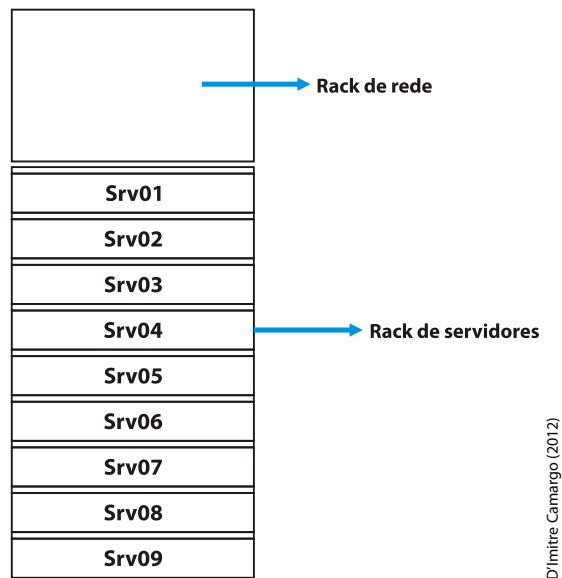 Rack de rede
Srv01
Srv02
Srv03
Srv04
Rack de servidores
Srv05
Srv06
Srv07
Srv08
Srv09
D'Imitre Camargo (2012)